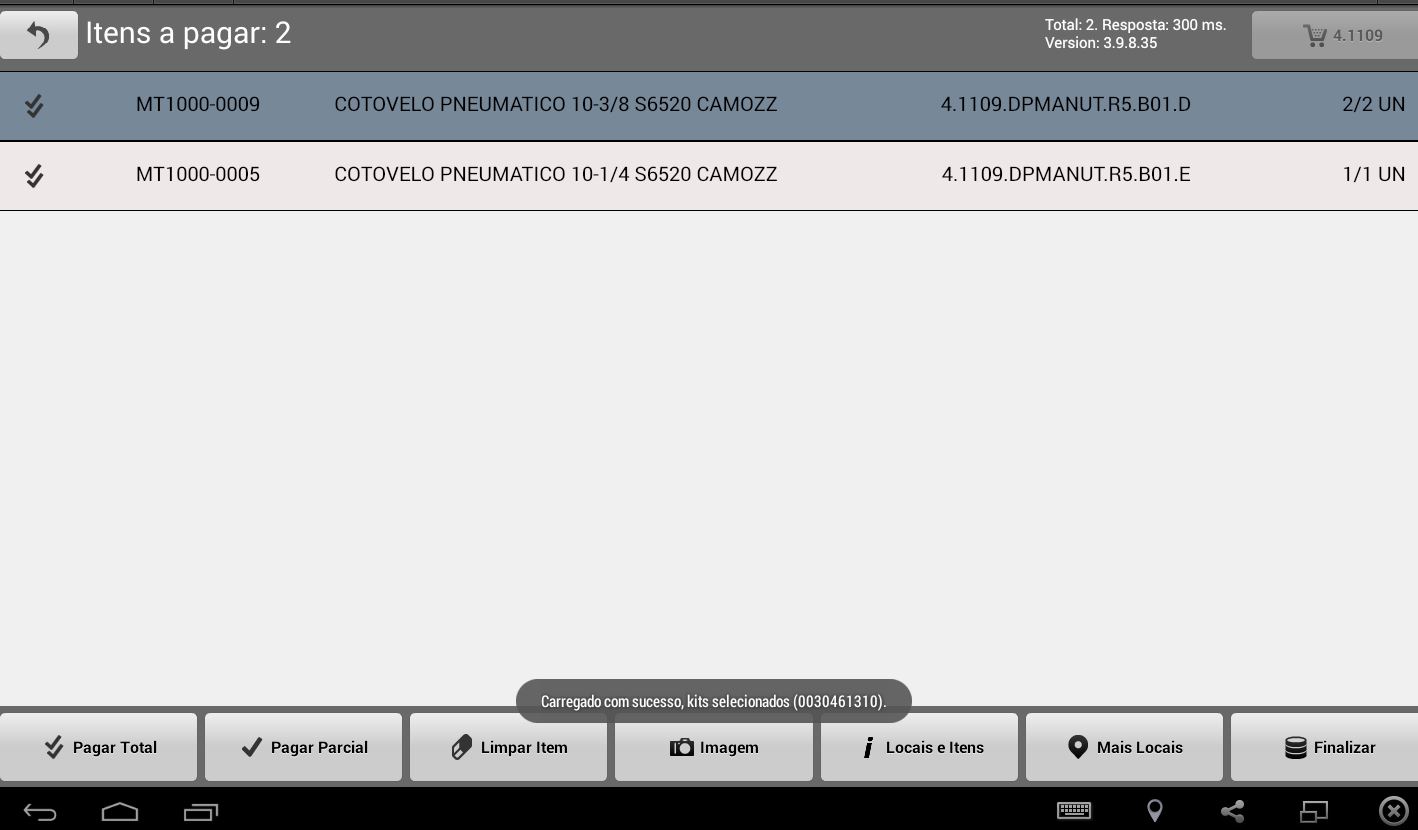 Itens a pagar: 2
Total: 2. Resposta: 300 ms.
Version: 3.9.8.35
4.1109
MT1000-0009 COTOVELO PNEUMATICO 10-3/8 S6520 CAMOZZ 4.1109.DPMANUT.R5.B01.D 2/2 UN
MT1000-0005 COTOVELO PNEUMATICO 10-1/4 S6520 CAMOZZ 4.1109.DPMANUT.R5.B01.E 1/1 UN
Carregado com sucesso, kits selecionados (0030461310).
Pagar Total Pagar Parcial Limpar Item Imagem Locais e Itens Mais Locais Finalizar